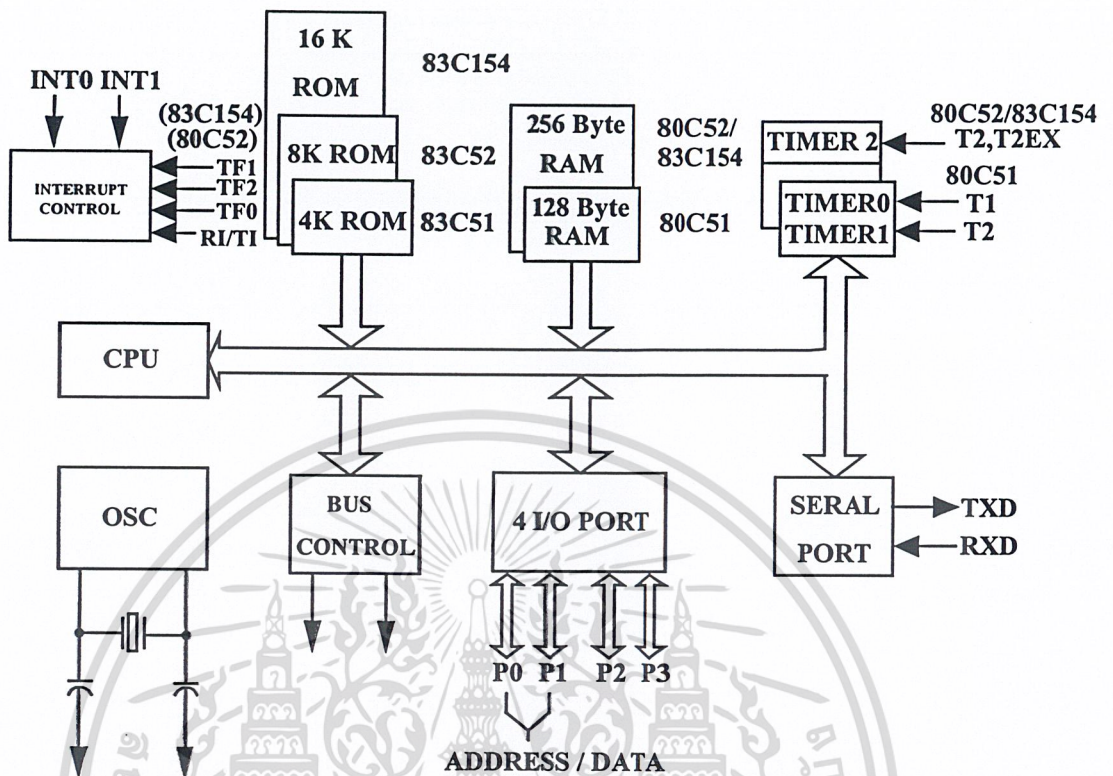 16 K
ROM
83C154
INT0 INT1
(83C154)
(80C52)
TF1
TF2
TF0
RI/TI
INTERRUPT
CONTROL
8K ROM
83C52
4K ROM
83C51
256 Byte
RAM
80C52/
83C154
128 Byte
RAM
80C51
80C52/83C154
TIMER 2
T2,T2EX
80C51
TIMER0
T1
TIMER1
T2
CPU
OSC
BUS
CONTROL
4 I/O PORT
SERAL
PORT
TXD
RXD
P0 P1 P2 P3
ADDRESS / DATA